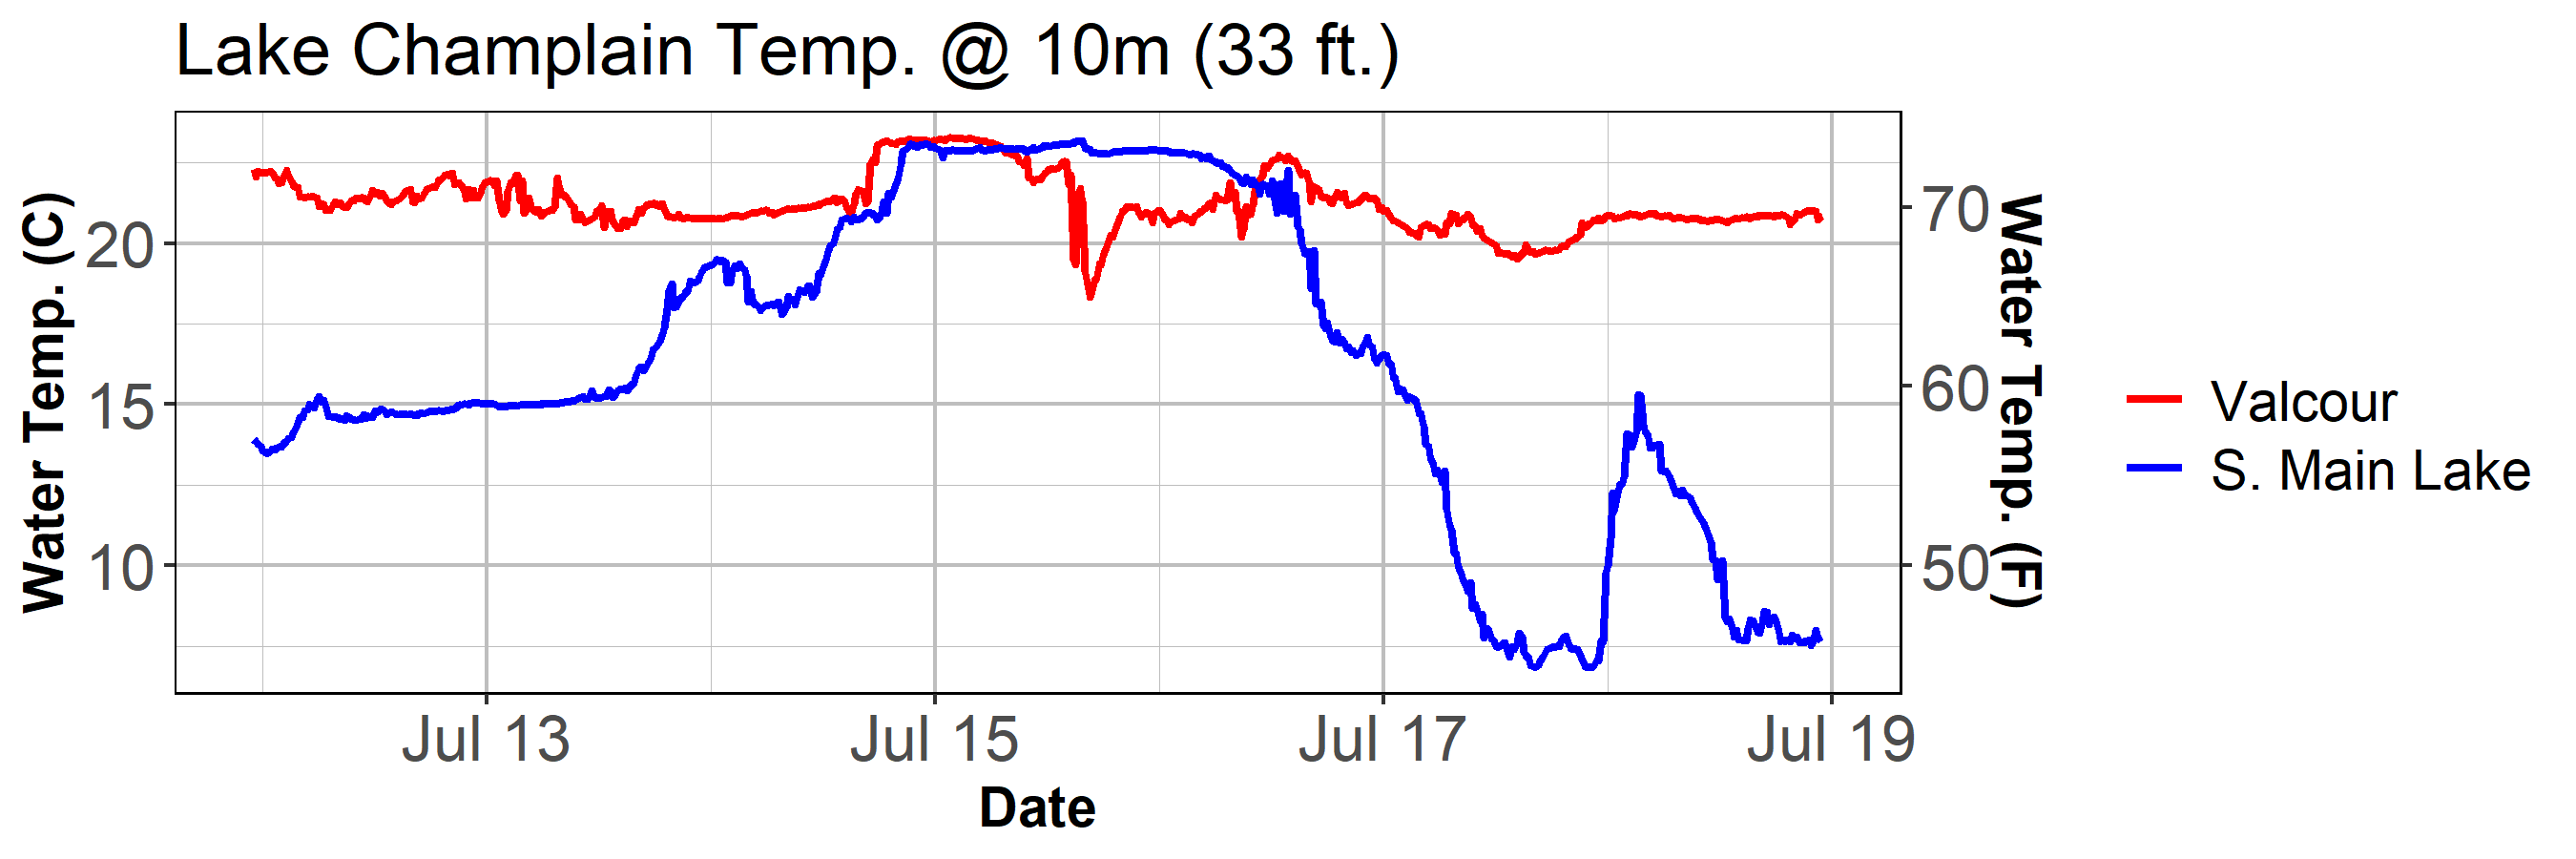 Lake Champlain Temp. @ 10m (33 ft.)
Water Temp. (C)
20
15
10
70
60
50
Water Temp. (F)
Jul 13
Jul 15
Jul 17
Jul 19
Date
Valcour
S. Main Lake